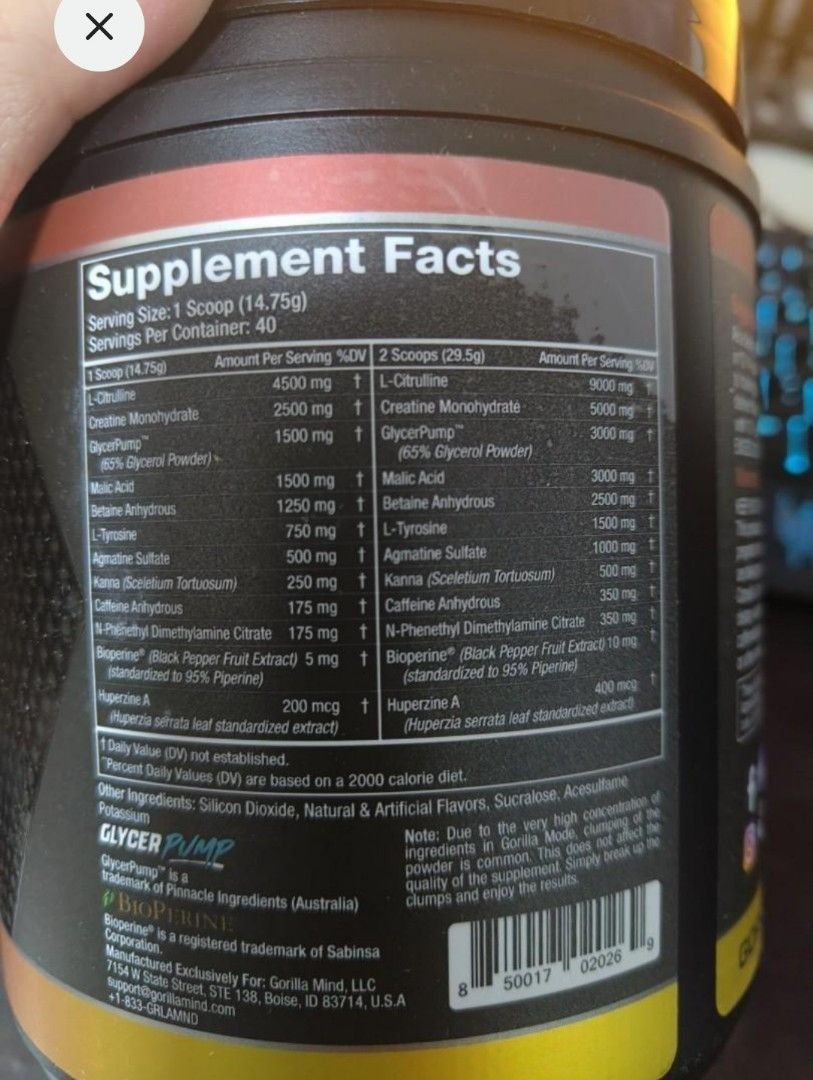 Supplement Facts
Serving Size: 1 Scoop (14.75g)
Servings Per Container: 40
1 Scoop (14.75g) Amount Per Serving %DV
L-Citrulline 4500 mg †
Creatine Monohydrate 2500 mg †
GlycerPump™ 1500 mg †
(65% Glycerol Powder)
Malic Acid 1500 mg †
Betaine Anhydrous 1250 mg †
L-Tyrosine 750 mg †
Agmatine Sulfate 500 mg †
Kanna (Sceletium Tortuosum) 250 mg †
Caffeine Anhydrous 175 mg †
N-Phenethyl Dimethylamine Citrate 175 mg †
Bioperine® (Black Pepper Fruit Extract) 5 mg †
(standardized to 95% Piperine)
Huperzine A 200 mcg †
(Huperzia serrata leaf standardized extract)
2 Scoops (29.5g) Amount Per Serving %DV
L-Citrulline 9000 mg †
Creatine Monohydrate 5000 mg †
GlycerPump™ 3000 mg †
(65% Glycerol Powder)
Malic Acid 3000 mg †
Betaine Anhydrous 2500 mg †
L-Tyrosine 1500 mg †
Agmatine Sulfate 1000 mg †
Kanna (Sceletium Tortuosum) 500 mg †
Caffeine Anhydrous 350 mg †
N-Phenethyl Dimethylamine Citrate 350 mg †
Bioperine® (Black Pepper Fruit Extract) 10 mg †
(standardized to 95% Piperine)
Huperzine A 400 mcg †
(Huperzia serrata leaf standardized extract)
† Daily Value (DV) not established.
*Percent Daily Values (DV) are based on a 2000 calorie diet.
Other Ingredients: Silicon Dioxide, Natural & Artificial Flavors, Sucralose, Acesulfame
Potassium
GLYCERPUMP
GlycerPump™ is a
trademark of Pinnacle Ingredients (Australia)
BIOPERINE
Bioperine® is a registered trademark of Sabinsa
Corporation.
Manufactured Exclusively For: Gorilla Mind, LLC
7154 W State Street, STE 138, Boise, ID 83714, U.S.A
support@gorillamind.com
+1-833-GRLAMND
Note: Due to the very high concentration of
ingredients in Gorilla Mode, clumping of the
powder is common. This does not affect the
quality of the supplement. Simply break up the
clumps and enjoy the results.
8 50017 02026 9